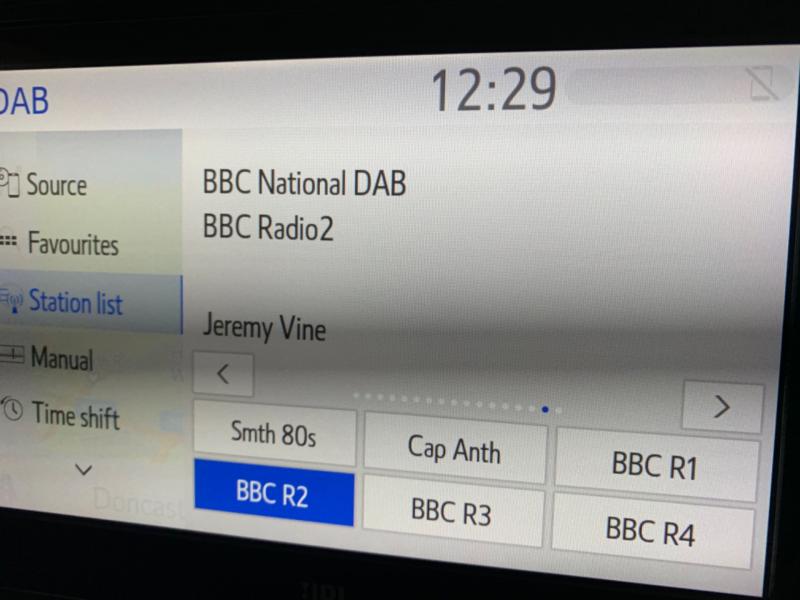 DAB
12:29
Source
Favourites
Station list
Manual
Time shift
BBC National DAB
BBC Radio2
Jeremy Vine
Smth 80s
Cap Anth
BBC R1
BBC R2
BBC R3
BBC R4